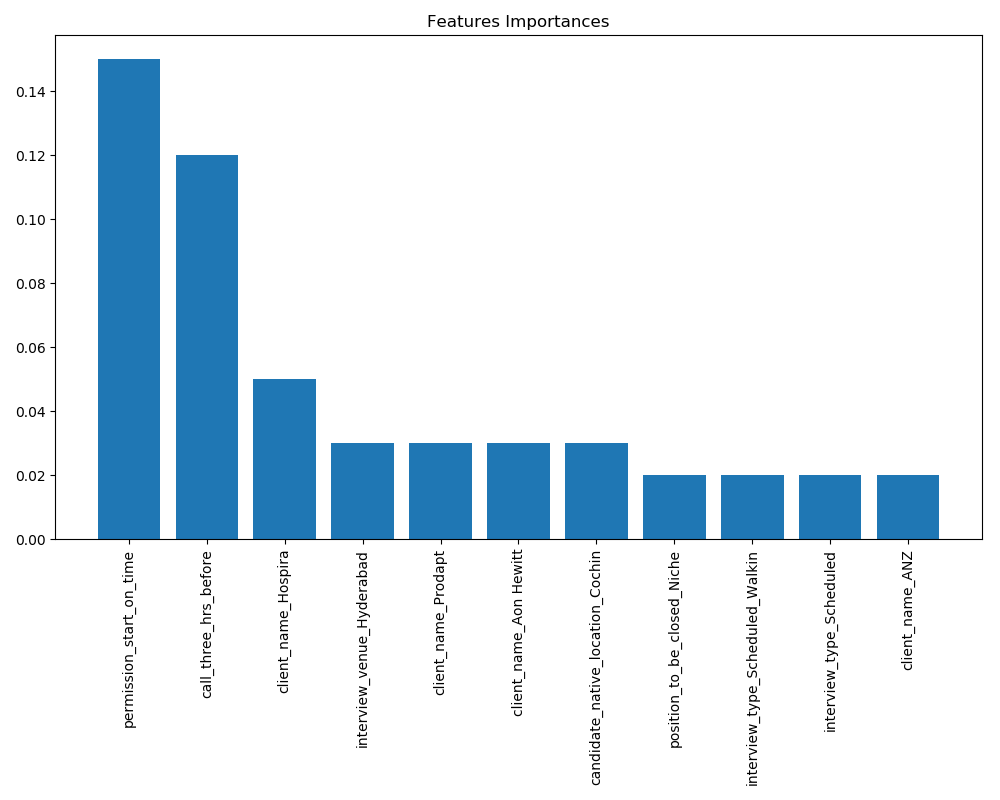 Features Importances
0.14
0.12
0.10
0.08
0.06
0.04
0.02
0.00
permission_start_on_time
call_three_hrs_before
client_name_Hospira
interview_venue_Hyderabad
client_name_Prodapt
client_name_Aon Hewitt
candidate_native_location_Cochin
position_to_be_closed_Niche
interview_type_Scheduled_Walkin
interview_type_Scheduled
client_name_ANZ